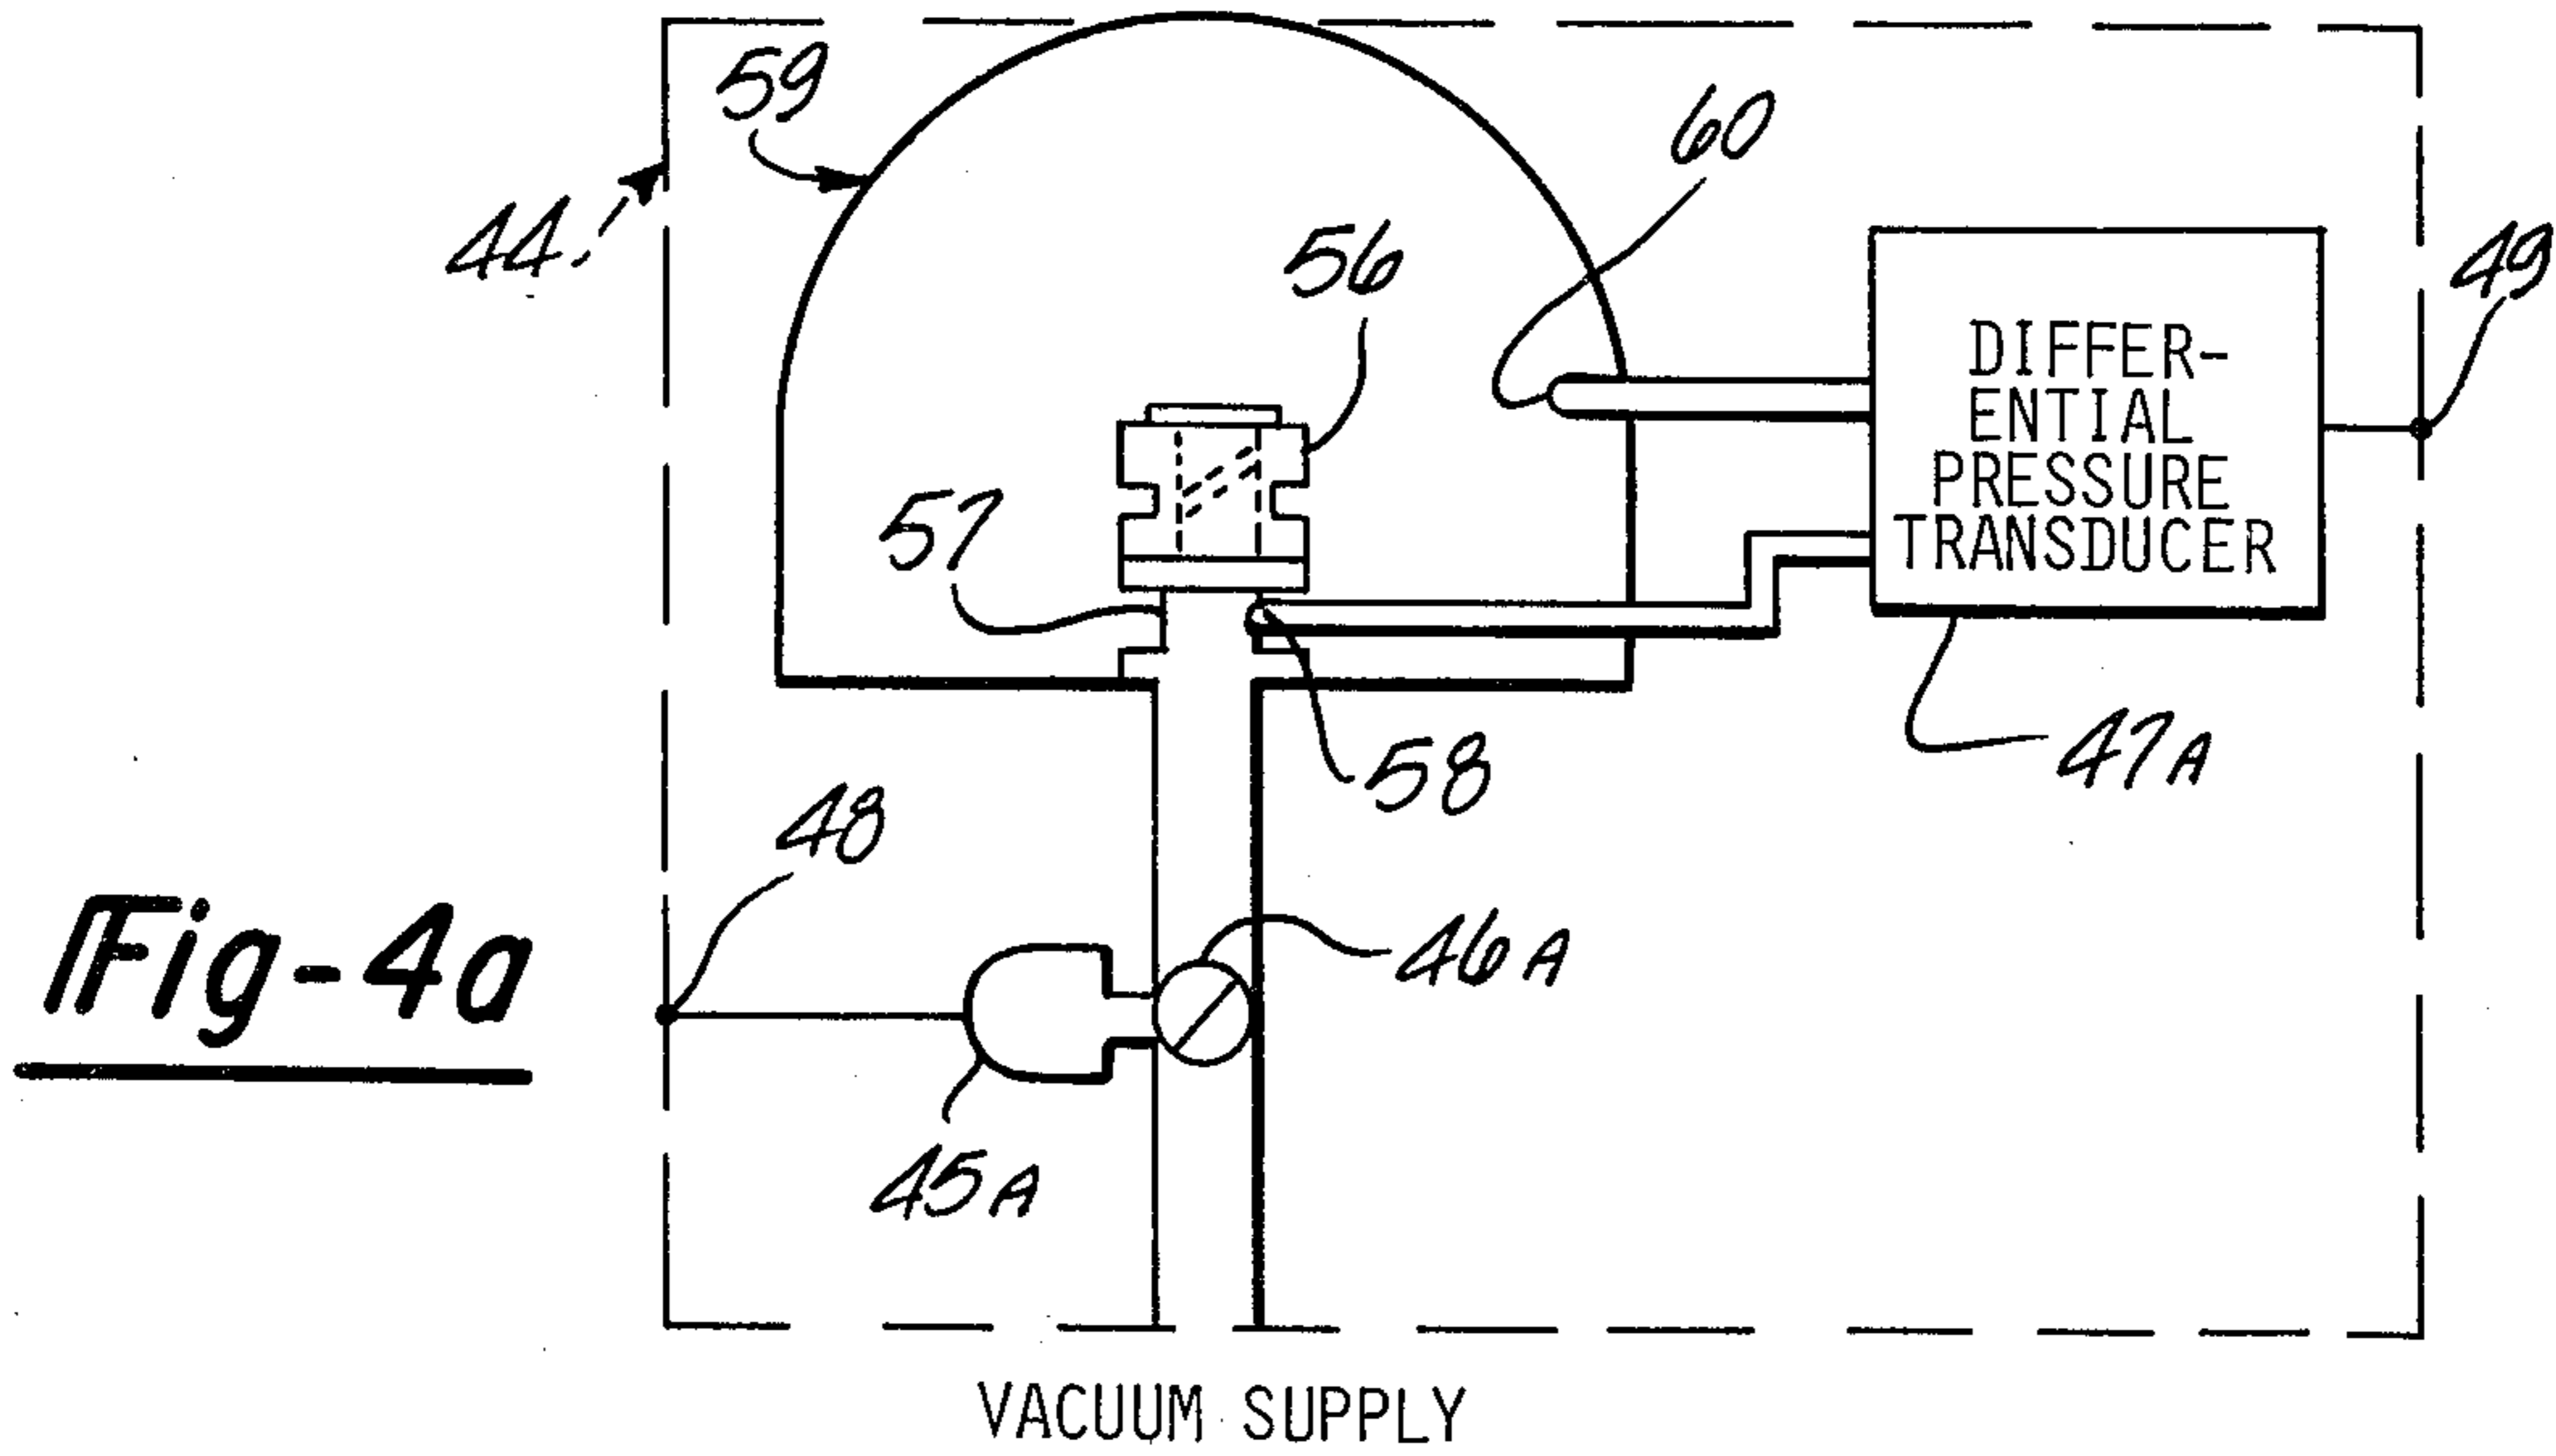 59
60
44
56
49
DIFFER-
ENTIAL
PRESSURE
TRANSDUCER
57
58
47A
48
46A
Fig-4a
45A
VACUUM SUPPLY